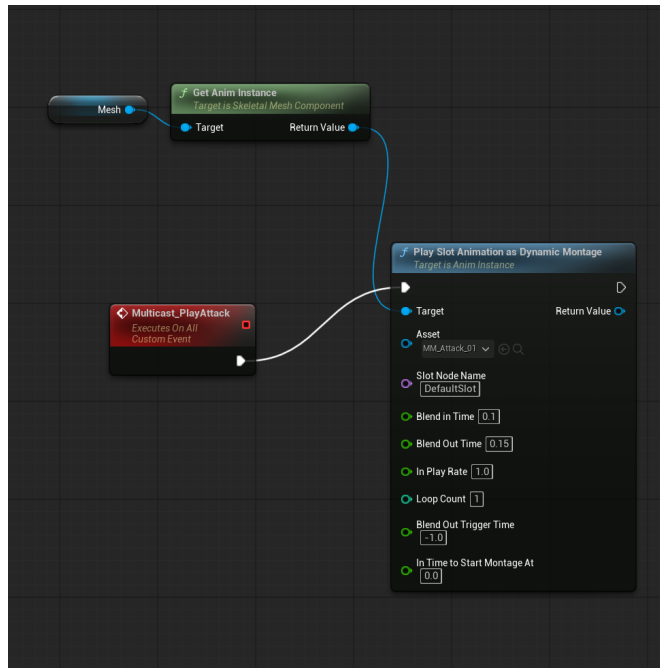 Mesh
Get Anim Instance
Target is Skeletal Mesh Component
Target
Return Value
Play Slot Animation as Dynamic Montage
Target is Anim Instance
Target
Return Value
Asset
MM_Attack_01
Slot Node Name
DefaultSlot
Blend in Time 0.1
Blend Out Time 0.15
In Play Rate 1.0
Loop Count 1
Blend Out Trigger Time
-1.0
In Time to Start Montage At
0.0
Multicast_PlayAttack
Executes On All
Custom Event